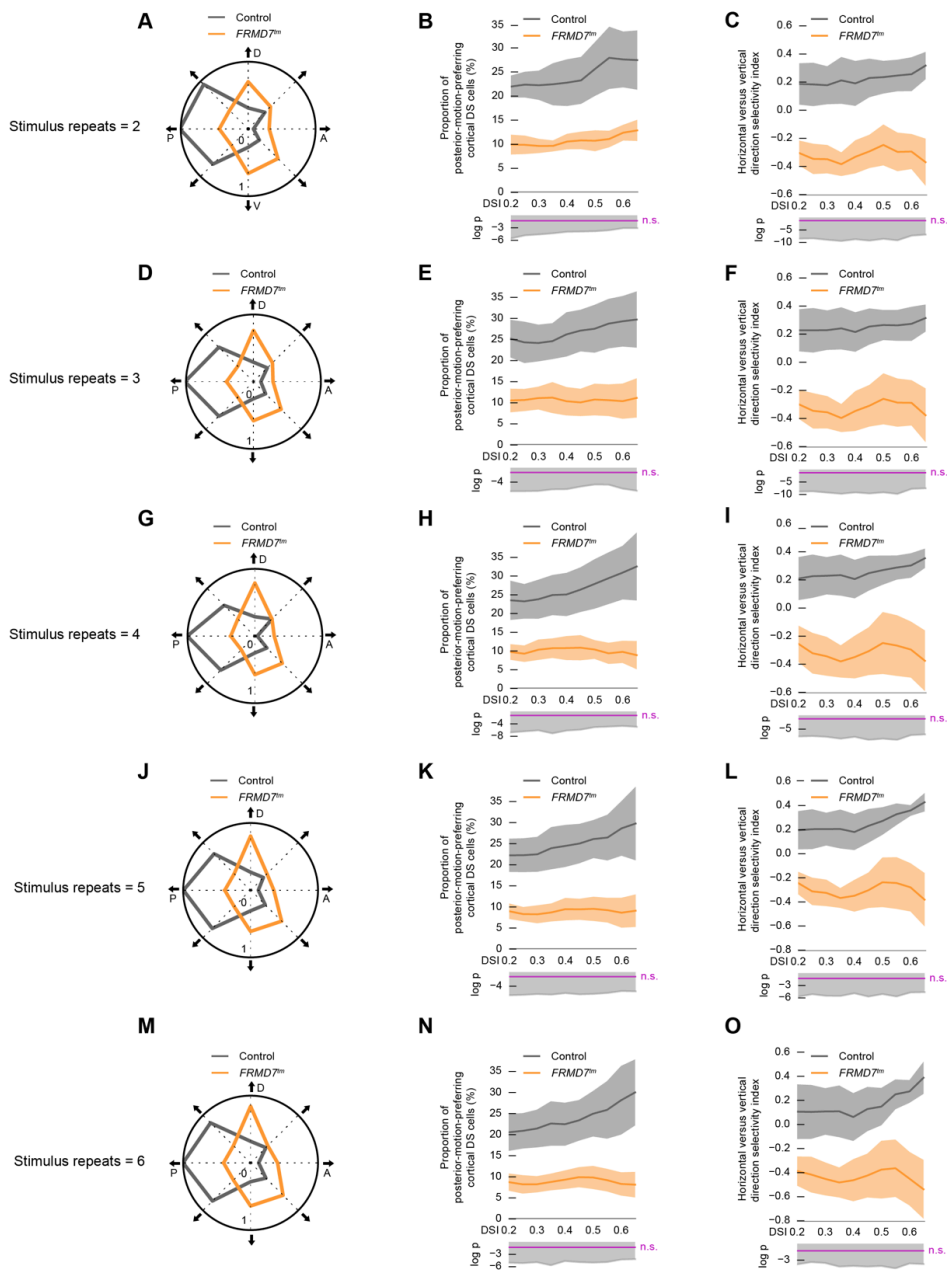 A
Control
FRMD7tm
D
Stimulus repeats = 2
P
0
A
1
V
B
Control
FRMD7tm
Proportion of
posterior-motion-preferring
cortical DS cells (%)
35
30
25
20
15
10
5
0
DSI 0.2 0.3 0.4 0.5 0.6
log p
−3
−6
n.s.
C
Control
FRMD7tm
Horizontal versus vertical
direction selectivity index
0.6
0.4
0.2
0.0
−0.2
−0.4
−0.6
DSI 0.2 0.3 0.4 0.5 0.6
log p
−5
−10
n.s.
D
Control
FRMD7tm
D
Stimulus repeats = 3
P
0
A
1
E
Control
FRMD7tm
Proportion of
posterior-motion-preferring
cortical DS cells (%)
35
30
25
20
15
10
5
0
DSI 0.2 0.3 0.4 0.5 0.6
log p
−4
n.s.
F
Control
FRMD7tm
Horizontal versus vertical
direction selectivity index
0.6
0.4
0.2
0.0
−0.2
−0.4
−0.6
DSI 0.2 0.3 0.4 0.5 0.6
log p
−5
−10
n.s.
G
Control
FRMD7tm
D
Stimulus repeats = 4
P
0
A
1
H
Control
FRMD7tm
Proportion of
posterior-motion-preferring
cortical DS cells (%)
35
30
25
20
15
10
5
0
DSI 0.2 0.3 0.4 0.5 0.6
log p
−4
−8
n.s.
I
Control
FRMD7tm
Horizontal versus vertical
direction selectivity index
0.6
0.4
0.2
0.0
−0.2
−0.4
−0.6
DSI 0.2 0.3 0.4 0.5 0.6
log p
−5
n.s.
J
Control
FRMD7tm
D
Stimulus repeats = 5
P
0
A
1
K
Control
FRMD7tm
Proportion of
posterior-motion-preferring
cortical DS cells (%)
35
30
25
20
15
10
5
0
DSI 0.2 0.3 0.4 0.5 0.6
log p
−4
n.s.
L
Control
FRMD7tm
Horizontal versus vertical
direction selectivity index
0.6
0.4
0.2
0.0
−0.2
−0.4
−0.6
−0.8
DSI 0.2 0.3 0.4 0.5 0.6
log p
−3
−6
n.s.
M
Control
FRMD7tm
D
Stimulus repeats = 6
P
0
A
1
N
Control
FRMD7tm
Proportion of
posterior-motion-preferring
cortical DS cells (%)
35
30
25
20
15
10
5
0
DSI 0.2 0.3 0.4 0.5 0.6
log p
−3
−6
n.s.
O
Control
FRMD7tm
Horizontal versus vertical
direction selectivity index
0.6
0.4
0.2
0.0
−0.2
−0.4
−0.6
−0.8
DSI 0.2 0.3 0.4 0.5 0.6
log p
−3
n.s.